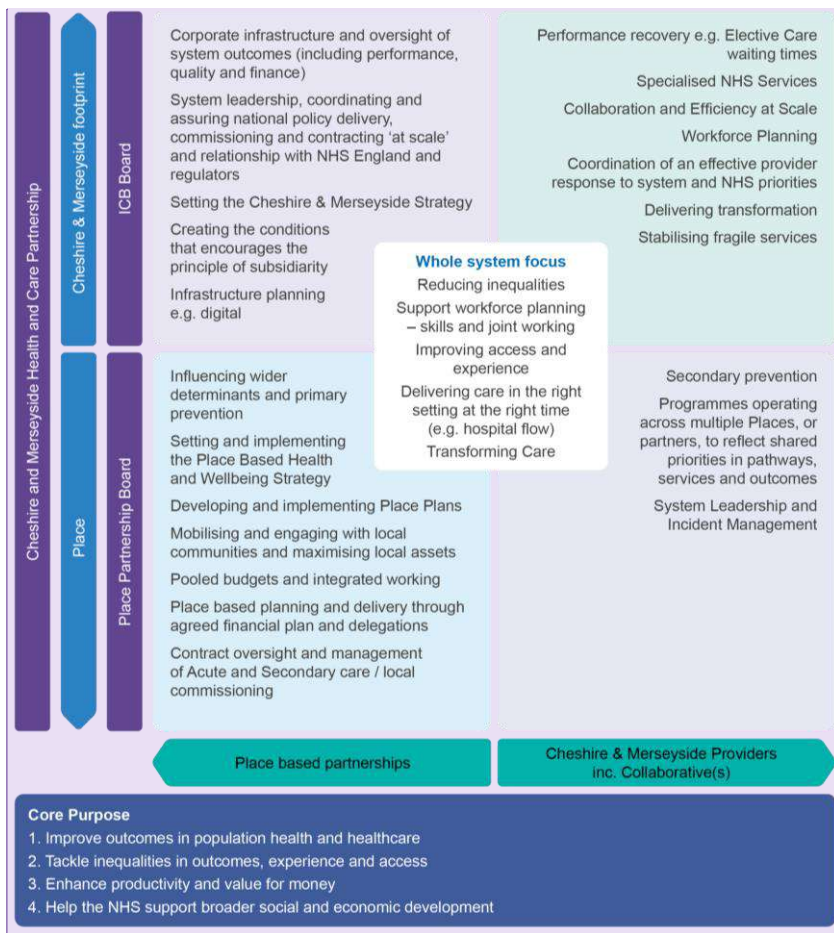 Cheshire and Merseyside Health and Care Partnership
Cheshire & Merseyside footprint
ICB Board
Corporate infrastructure and oversight
of system outcomes (including performance,
quality and finance)
System leadership, coordinating and
assuring national policy delivery,
commissioning and contracting ‘at scale’
and relationship with NHS England and
regulators
Setting the Cheshire & Merseyside Strategy
Creating the conditions
that encourages the
principle of subsidiarity
Infrastructure planning
e.g. digital
Performance recovery e.g. Elective Care
waiting times
Specialised NHS Services
Collaboration and Efficiency at Scale
Workforce Planning
Coordination of an effective provider
response to system and NHS priorities
Delivering transformation
Stabilising fragile services
Whole system focus
Reducing inequalities
Support workforce planning
– skills and joint working
Improving access and
experience
Delivering care in the right
setting at the right time
(e.g. hospital flow)
Transforming Care
Place
Place Partnership Board
Influencing wider
determinants and primary
prevention
Setting and implementing
the Place Based Health
and Wellbeing Strategy
Developing and implementing Place Plans
Mobilising and engaging with local
communities and maximising local assets
Pooled budgets and integrated working
Place based planning and delivery through
agreed financial plan and delegations
Contract oversight and management
of Acute and Secondary care / local
commissioning
Secondary prevention
Programmes operating
across multiple Places, or
partners, to reflect shared
priorities in pathways,
services and outcomes
System Leadership and
Incident Management
Place based partnerships
Cheshire & Merseyside Providers
inc. Collaborative(s)
Core Purpose
1. Improve outcomes in population health and healthcare
2. Tackle inequalities in outcomes, experience and access
3. Enhance productivity and value for money
4. Help the NHS support broader social and economic development